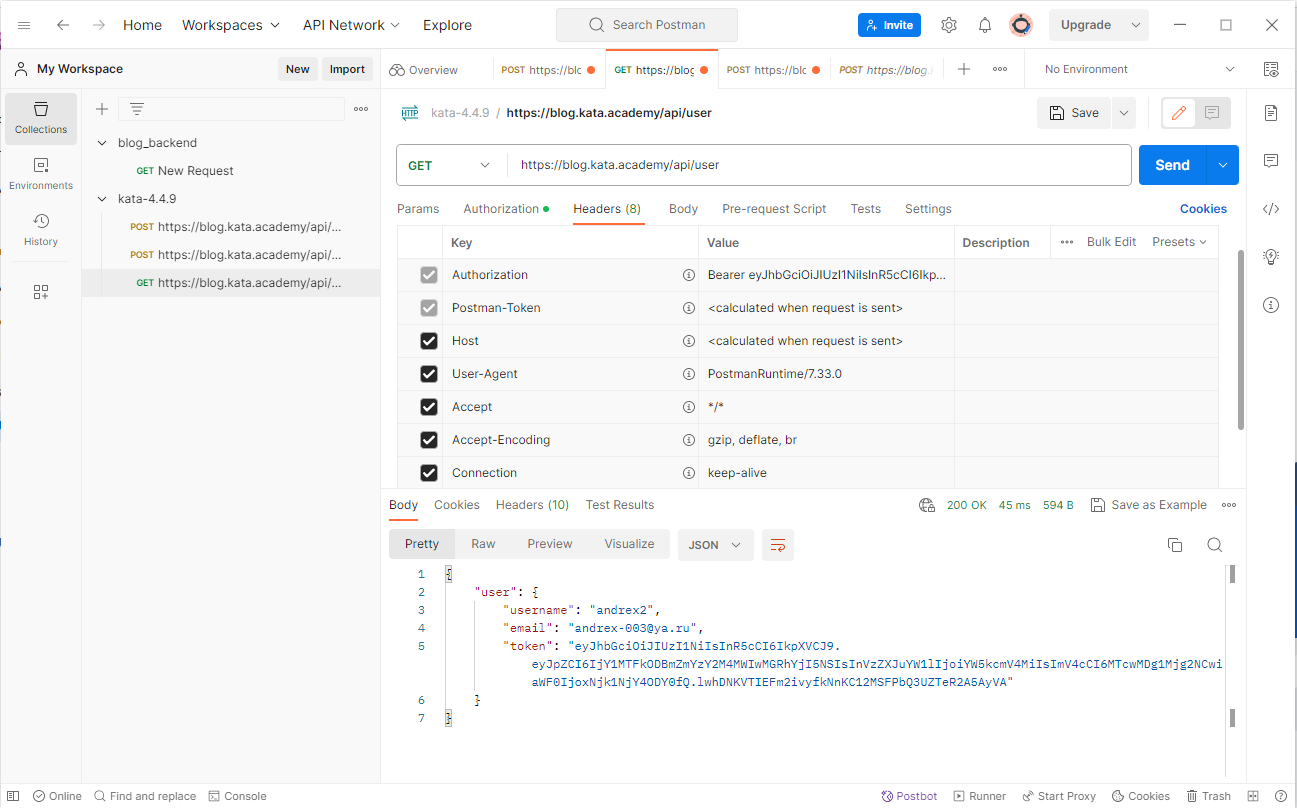 Home Workspaces API Network Explore Search Postman Invite Upgrade
My Workspace New Import Overview POST https://blc GET https://blog POST https://blc POST https://blog. No Environment
Collections
Environments
History
blog_backend
GET New Request
kata-4.4.9
POST https://blog.kata.academy/api/...
POST https://blog.kata.academy/api/...
GET https://blog.kata.academy/api/...
HTTP kata-4.4.9 / https://blog.kata.academy/api/user Save
GET https://blog.kata.academy/api/user Send
Params Authorization Headers (8) Body Pre-request Script Tests Settings Cookies
Key Value Description Bulk Edit Presets
Authorization Bearer eyJhbGciOiJIUzI1NiIsInR5cCI6Ikp...
Postman-Token <calculated when request is sent>
Host <calculated when request is sent>
User-Agent PostmanRuntime/7.33.0
Accept */*
Accept-Encoding gzip, deflate, br
Connection keep-alive
Body Cookies Headers (10) Test Results 200 OK 45 ms 594 B Save as Example
Pretty Raw Preview Visualize JSON
1 {
2 "user": {
3 "username": "andrex2",
4 "email": "andrex-003@ya.ru",
5 "token": "eyJhbGciOiJIUzI1NiIsInR5cCI6IkpXVCJ9.
eyJpZCI6IjY1MTFkODBmZmYzY2M4MWIwMGRhYjI5NSIsInVzZXJuYW1lIjoiYW5kcmV4MiIsImV4cCI6MTcwMDg1Mjg2NCwi
aWF0IjoxNjk1NjY4ODY0fQ.lwhDNKVTIEFm2ivyfkNnKC12MSFPbQ3UZTeR2A5AyVA"
6 }
7 }
Online Find and replace Console Postbot Runner Start Proxy Cookies Trash